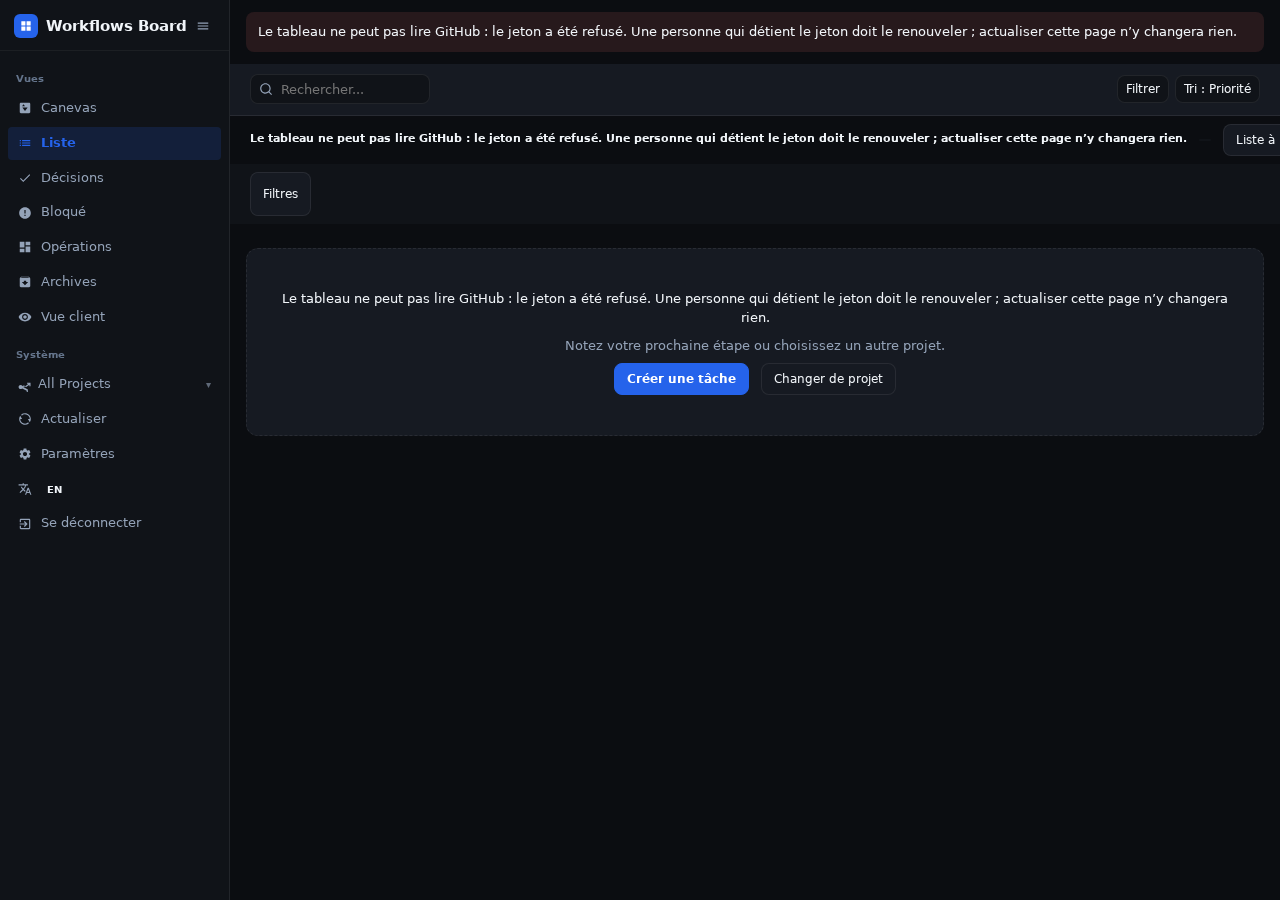 Workflows Board
Vues
Canevas
Liste
Décisions
Bloqué
Opérations
Archives
Vue client
Système
All Projects
Actualiser
Paramètres
EN
Se déconnecter
Le tableau ne peut pas lire GitHub : le jeton a été refusé. Une personne qui détient le jeton doit le renouveler ; actualiser cette page n’y changera rien.
Rechercher...
Filtrer
Tri : Priorité
Le tableau ne peut pas lire GitHub : le jeton a été refusé. Une personne qui détient le jeton doit le renouveler ; actualiser cette page n’y changera rien.
Liste à
Filtres
Le tableau ne peut pas lire GitHub : le jeton a été refusé. Une personne qui détient le jeton doit le renouveler ; actualiser cette page n’y changera
rien.
Notez votre prochaine étape ou choisissez un autre projet.
Créer une tâche
Changer de projet